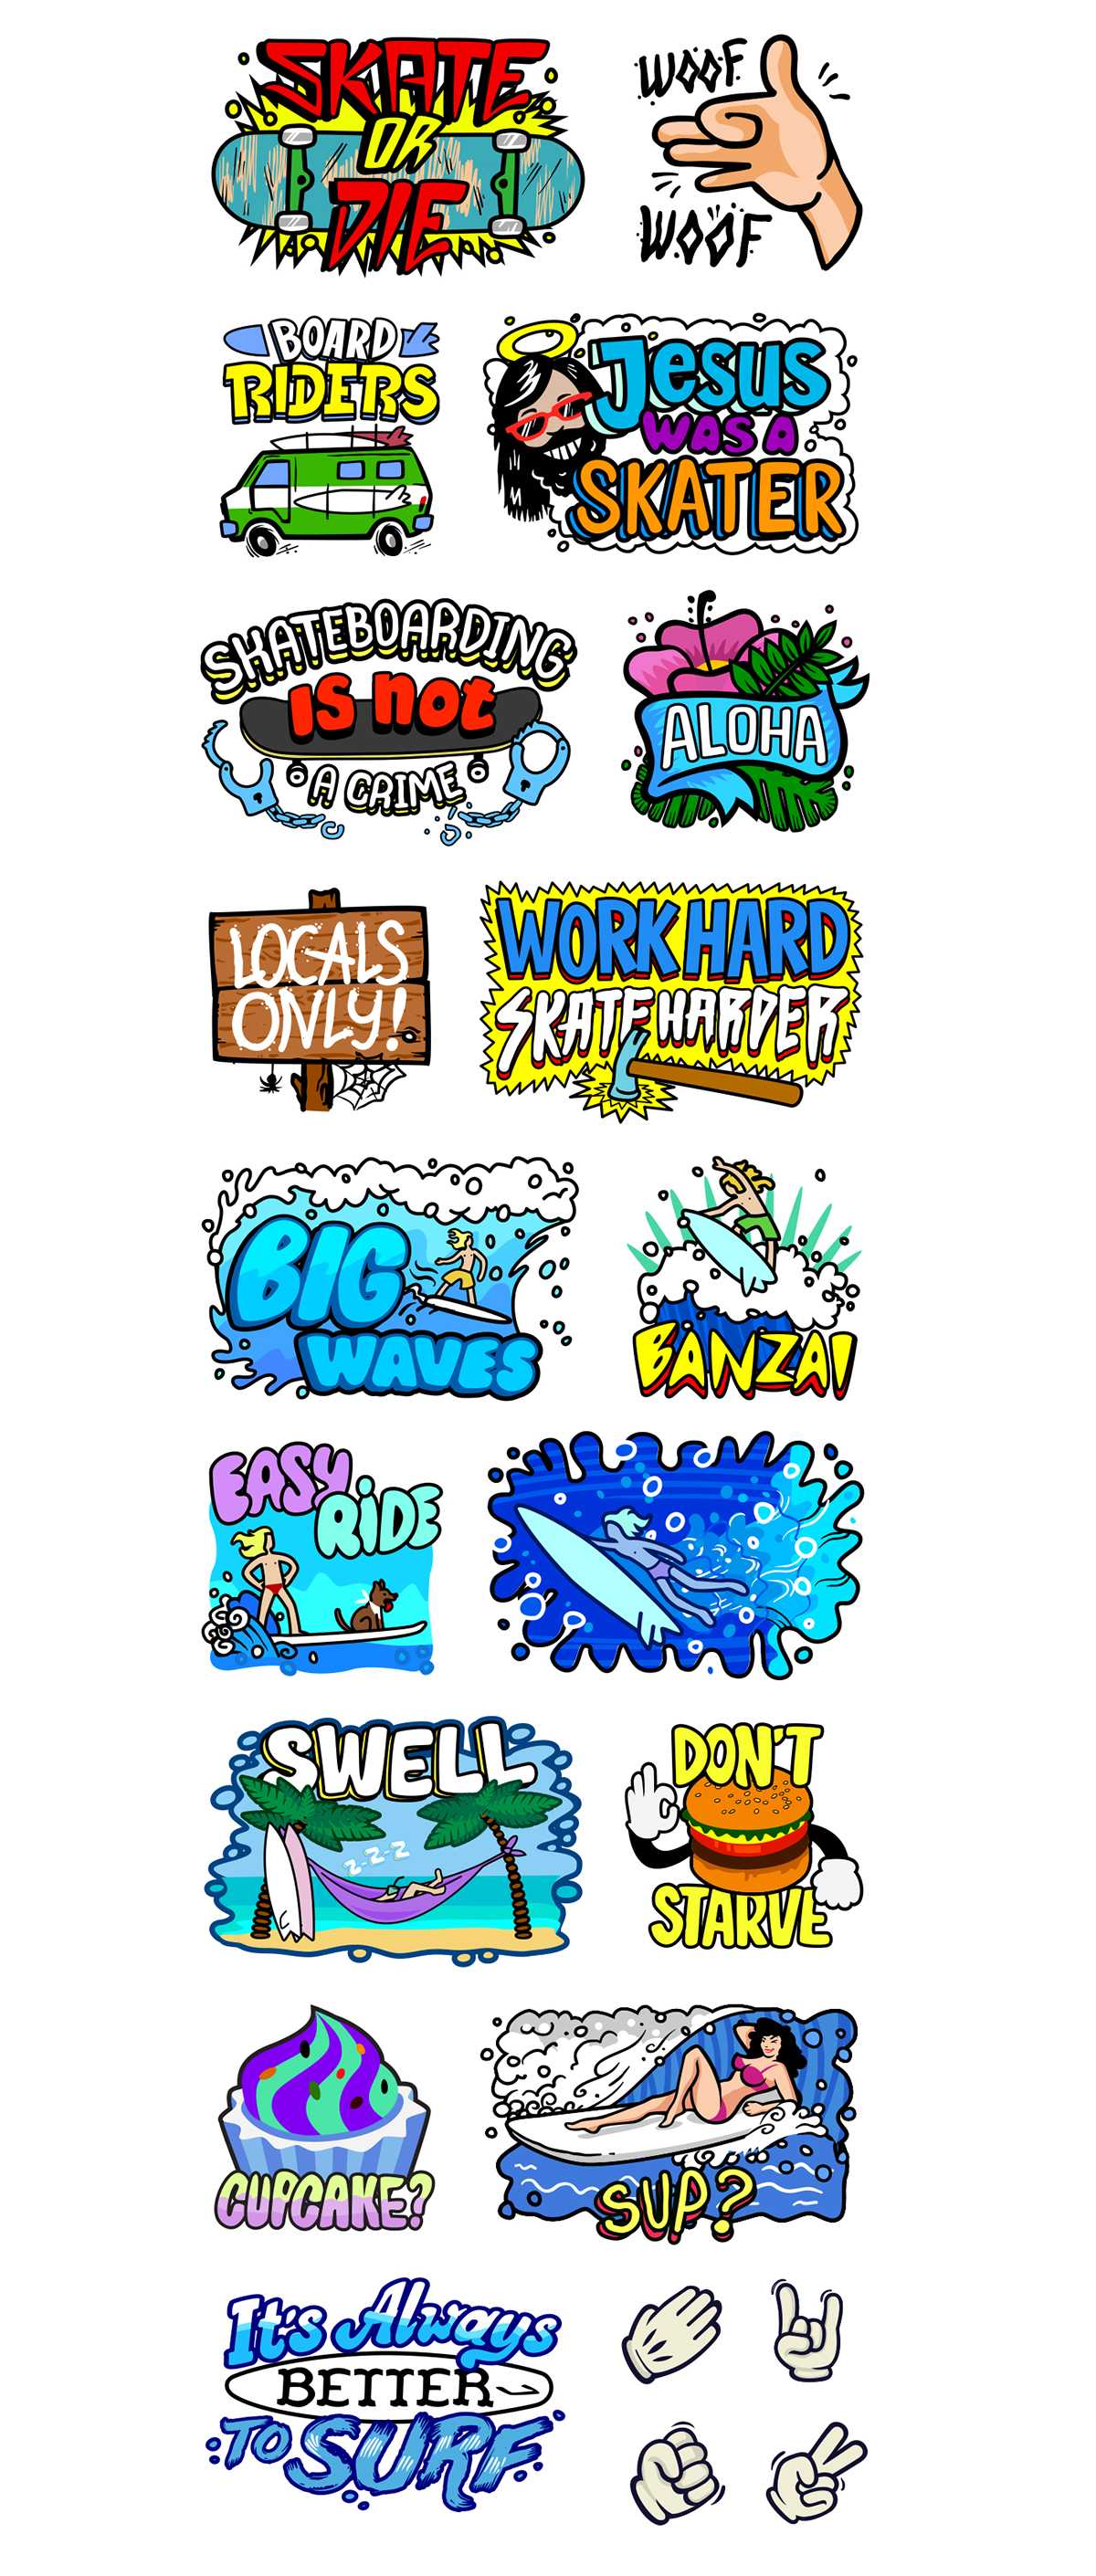 SKATE
OR
DIE
WOOF
WOOF
BOARD
RIDERS
Jesus
WAS A
SKATER
SKATEBOARDING
IS not
A CRIME
ALOHA
LOCALS
ONLY!
WORK HARD
SKATE HARDER
BIG
WAVES
BANZAI
EASY
RiDE
SWELL
Z-Z-Z
DON'T
STARVE
CUPCAKE?
SUP?
It's Always
BETTER
TO SURF